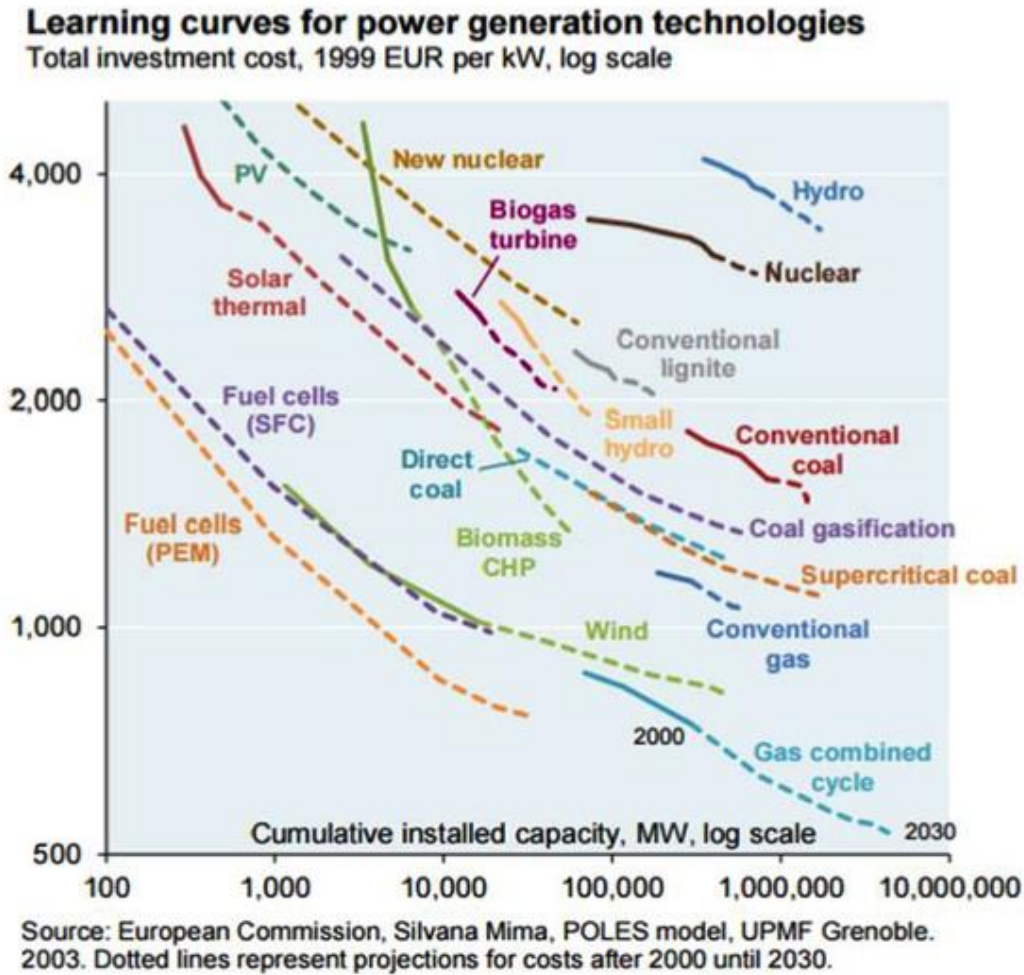 Learning curves for power generation technologies
Total investment cost, 1999 EUR per kW, log scale
4,000
2,000
1,000
500
PV
New nuclear
Hydro
Biogas
turbine
Nuclear
Solar
thermal
Conventional
lignite
Fuel cells
(SFC)
Small
hydro
Conventional
coal
Direct
coal
Fuel cells
(PEM)
Biomass
CHP
Coal gasification
Supercritical coal
Wind
Conventional
gas
2000
Gas combined
cycle
2030
Cumulative installed capacity, MW, log scale
100
1,000
10,000
100,000
1,000,000
10,000,000
Source: European Commission, Silvana Mima, POLES model, UPMF Grenoble.
2003. Dotted lines represent projections for costs after 2000 until 2030.